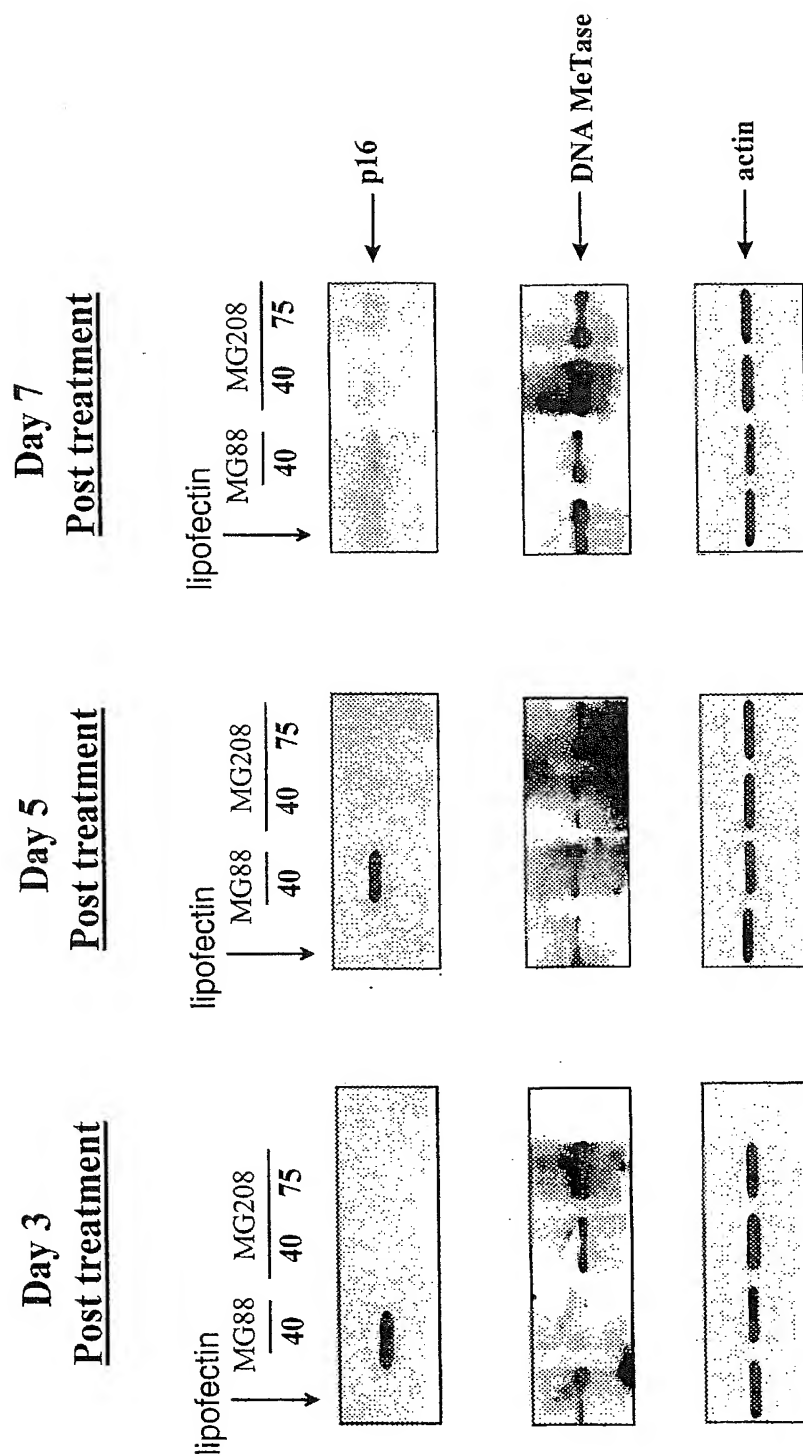 Day 3
Post treatment
lipofectin
MG88 MG208
40 40 75
Day 5
Post treatment
lipofectin
MG88 MG208
40 40 75
Day 7
Post treatment
lipofectin
MG88 MG208
40 40 75
p16
DNA MeTase
actin